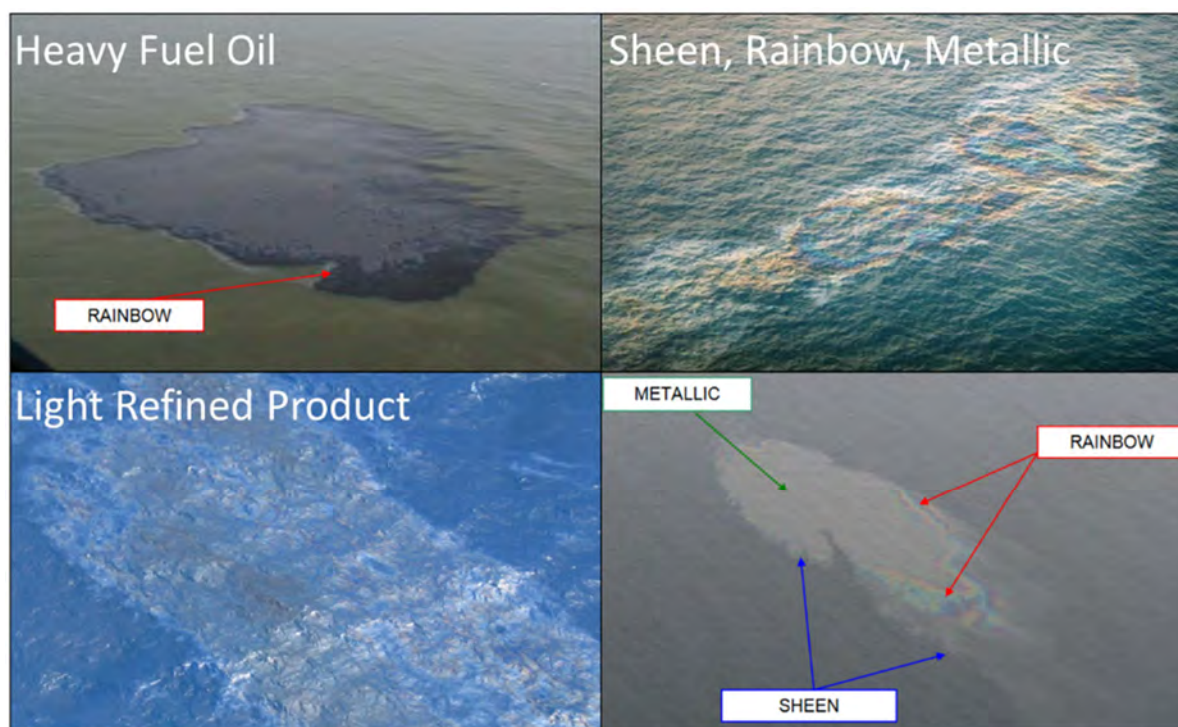 Heavy Fuel Oil
RAINBOW
Sheen, Rainbow, Metallic
Light Refined Product
METALLIC
RAINBOW
SHEEN